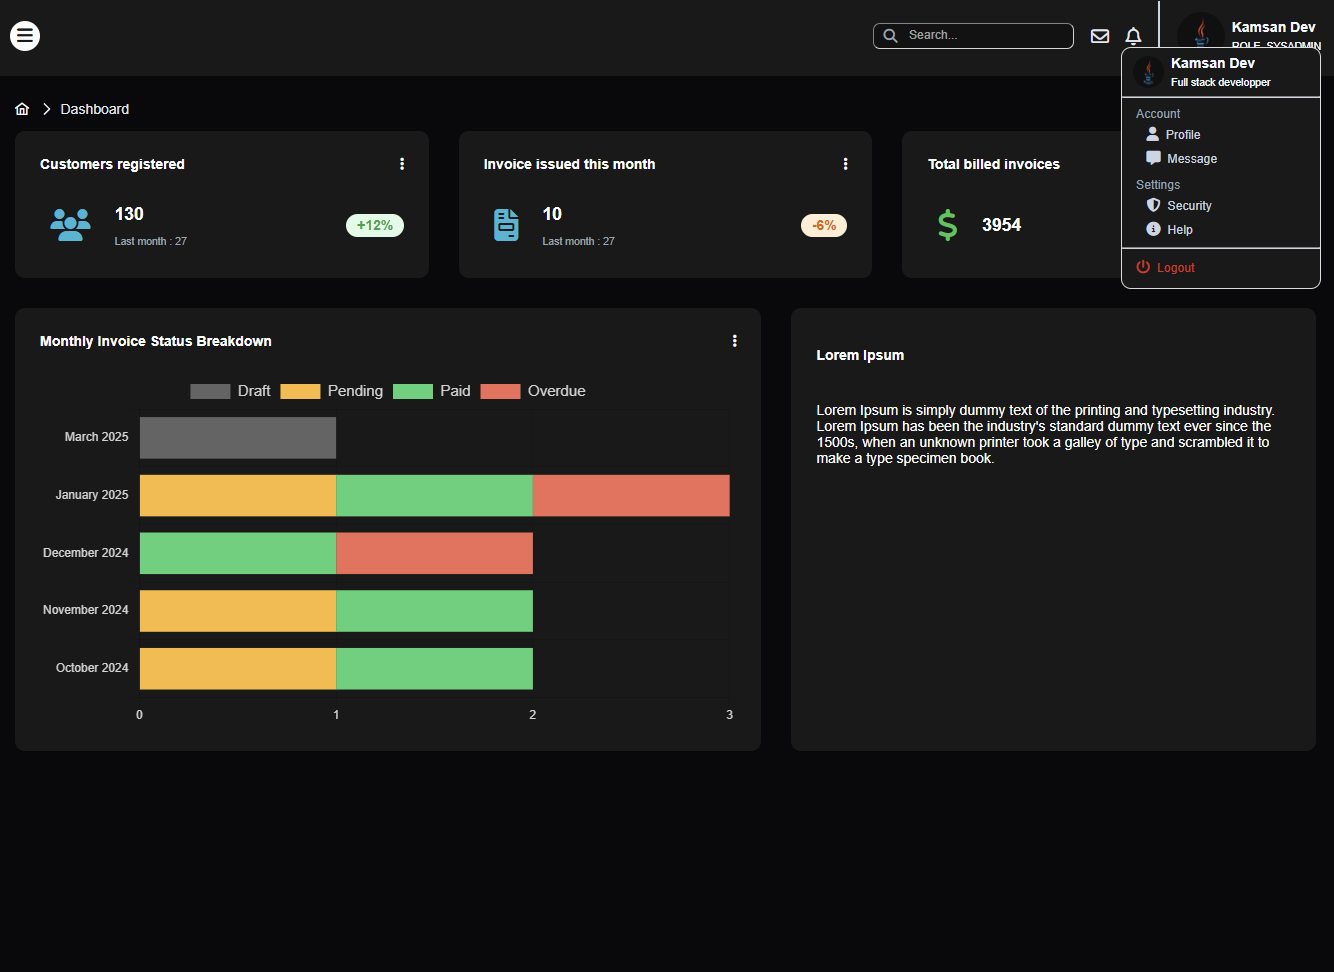 Search...
Kamsan Dev
ROLE_SYSADMIN
Kamsan Dev
Full stack developper
Account
Profile
Message
Settings
Security
Help
Logout
Dashboard
Customers registered
130
Last month : 27
+12%
Invoice issued this month
10
Last month : 27
-6%
Total billed invoices
3954
Monthly Invoice Status Breakdown
Draft Pending Paid Overdue
March 2025
January 2025
December 2024
November 2024
October 2024
0 1 2 3
Lorem Ipsum
Lorem Ipsum is simply dummy text of the printing and typesetting industry.
Lorem Ipsum has been the industry's standard dummy text ever since the
1500s, when an unknown printer took a galley of type and scrambled it to
make a type specimen book.